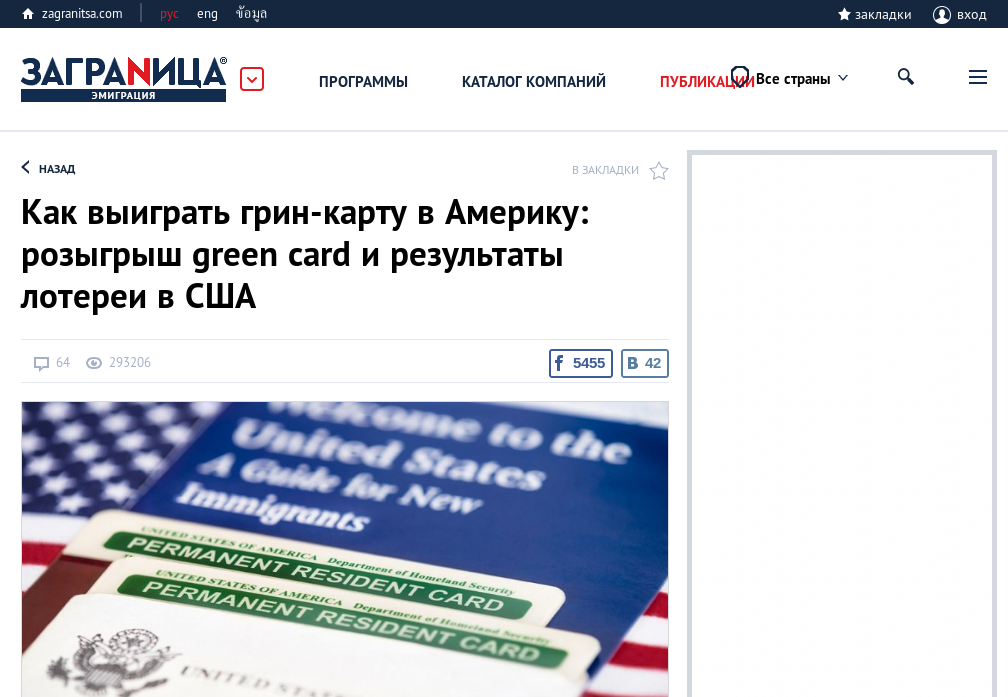 zagranitsa.com рус eng ข้อมูล закладки вход
ЗАГРАNИЦА®
ЭМИГРАЦИЯ
ПРОГРАММЫ КАТАЛОГ КОМПАНИЙ ПУБЛИКАЦИИ Все страны
НАЗАД В ЗАКЛАДКИ
Как выиграть грин-карту в Америку:
розыгрыш green card и результаты
лотереи в США
64 293206 5455 42
Welcome to the
United States
A Guide for New
Immigrants
UNITED STATES OF AMERICA Department of Homeland Security
PERMANENT RESIDENT CARD
UNITED STATES OF AMERICA Department of Homeland Security
PERMANENT RESIDENT CARD
UNITED STATES OF AMERICA